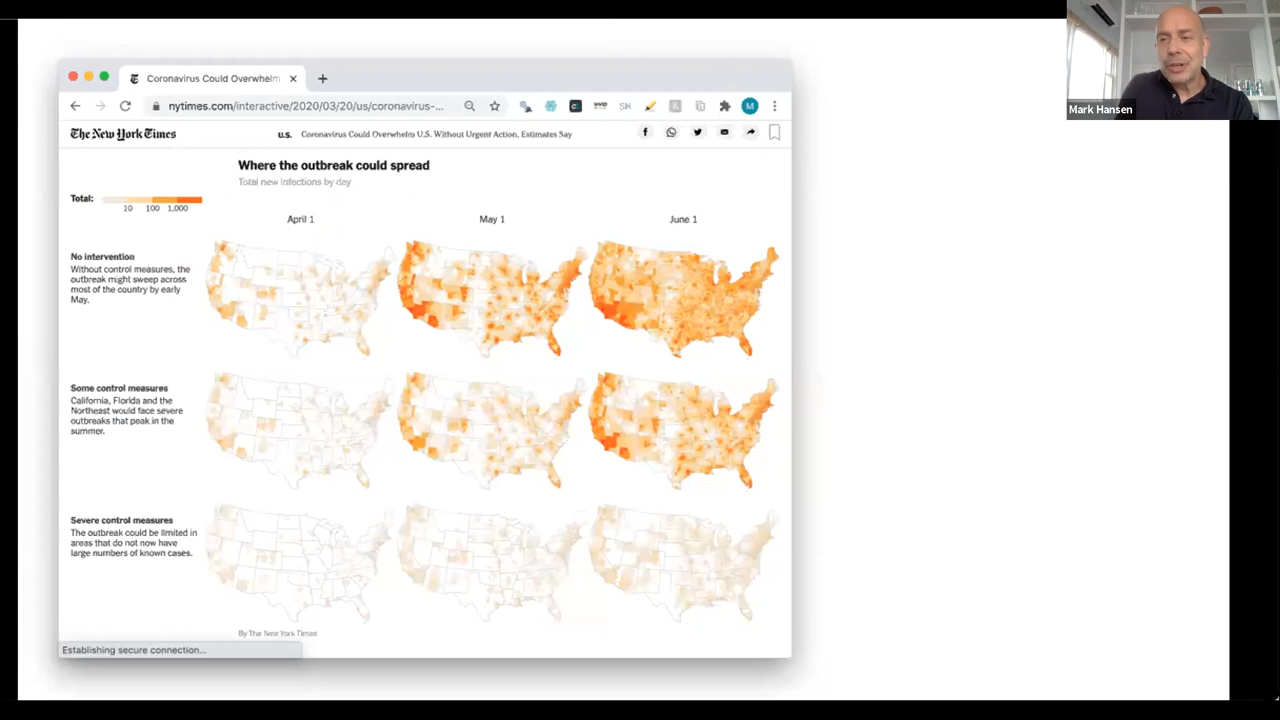 Coronavirus Could Overwhelm
nytimes.com/interactive/2020/03/20/us/coronavirus-...
M
The New York Times
U.S.
Coronavirus Could Overwhelm U.S. Without Urgent Action, Estimates Say
Where the outbreak could spread
Total new infections by day
Total:
10 100 1,000
April 1
May 1
June 1
No intervention
Without control measures, the
outbreak might sweep across
most of the country by early
May.
Some control measures
California, Florida and the
Northeast would face severe
outbreaks that peak in the
summer.
Severe control measures
The outbreak could be limited in
areas that do not now have
large numbers of known cases.
By The New York Times
Establishing secure connection...
Mark Hansen